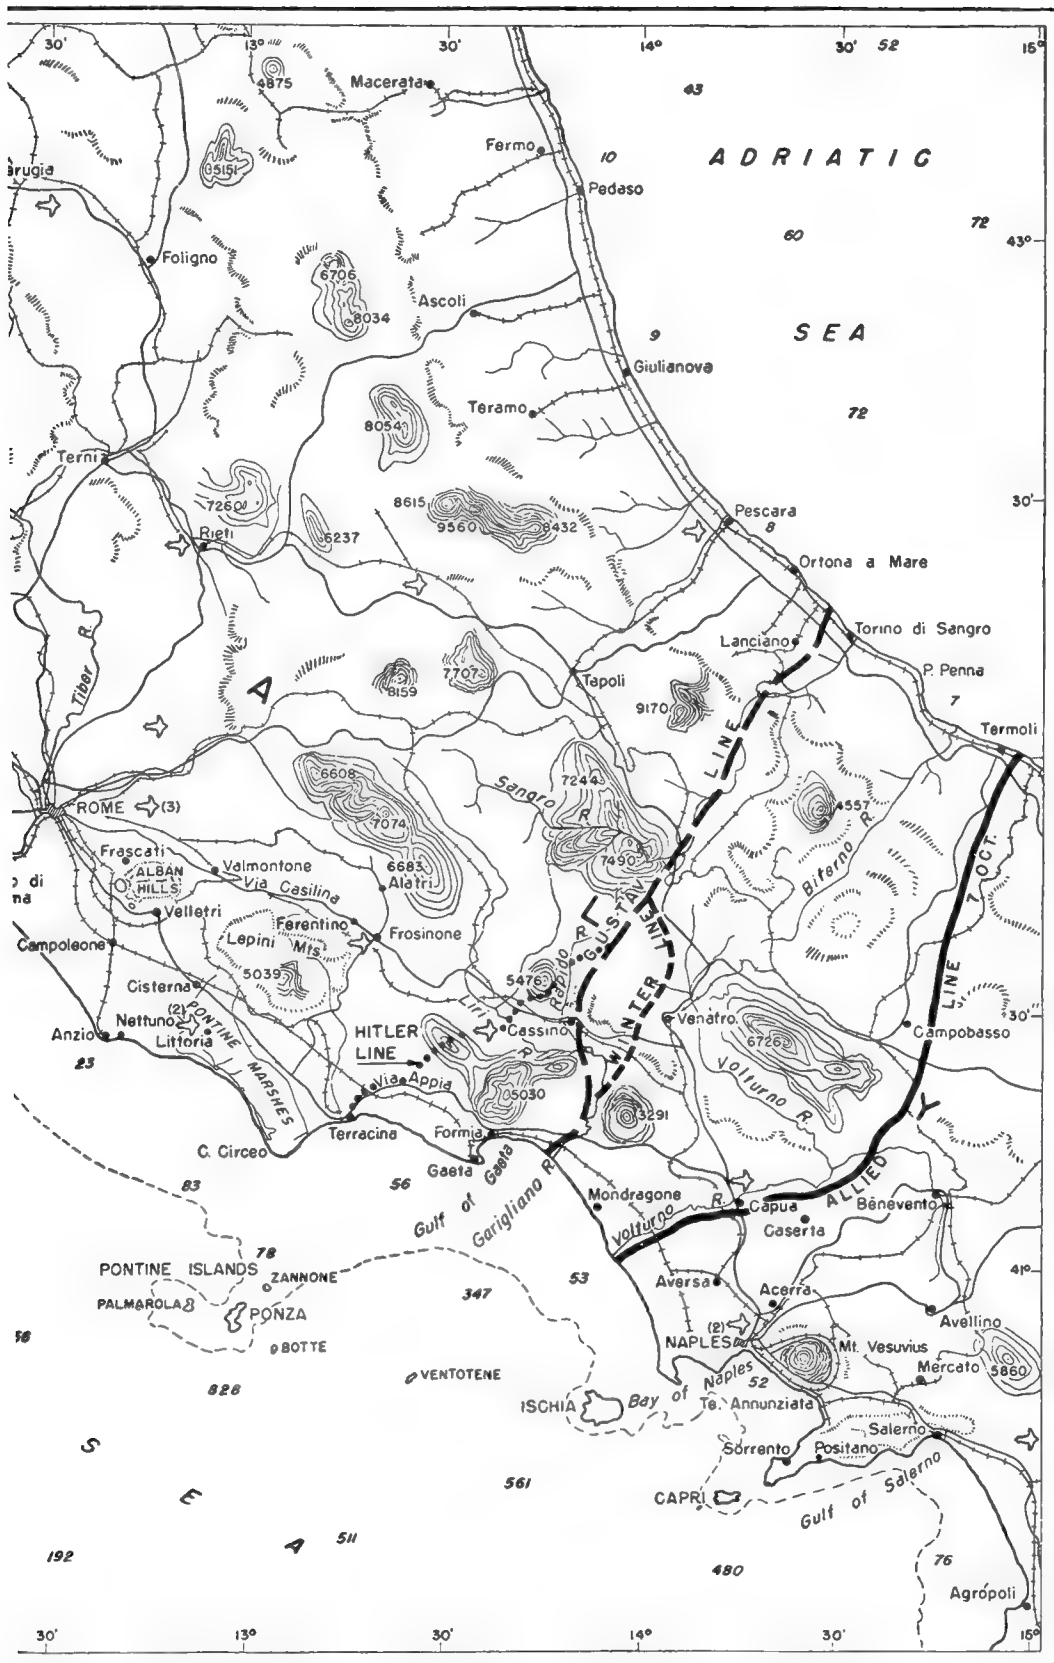 30'
13°
30'
14°
30'
52
15°
4875
Macerata
43
Fermo
10
ADRIATIC
5151
Pedaso
72
60
43°
Foligno
6706
8034
Ascoli
9
SEA
Giulianova
Teramo
72
8054
Terni
7260
6237
8615
9560
8432
30'
Pescara
8
Rieti
Ortona a Mare
Tiber R.
Lanciano
Torino di Sangro
P. Penna
A
8159
7707
Tapoli
9170
7
Termoli
LINE
6608
Sangro
R
7244
4557
ROME (3)
7074
Frascati
ALBAN
HILLS
Valmontone
Via Casilina
6683
Alatri
7490
Biferno R.
7 OCT.
di
ma
Velletri
Ferentino
Lepini Mts.
Frosinone
GUSTAV
Campoleone
5039
5476
Rapido R.
LINE
WINTER
LINE
Cisterna
Liri
R
Cassino
Venafro
6726
Campobasso
30'
Anzio
Nettuno
(2)
Littoria
PONTINE MARSHES
HITLER
LINE
Via Appia
Volturno R.
23
5030
3291
Y
Terracina
Formia
C. Circeo
Gaeta
Gulf of Gaeta
Garigliano R.
ALLIED
83
56
Mondragone
Volturno R.
Capua
Caserta
Benevento
78
PONTINE ISLANDS
ZANNONE
53
41°
PALMAROLA
PONZA
347
Aversa
Acerra
Avellino
BOTTE
(2)
NAPLES
Mt. Vesuvius
Mercato
5860
828
VENTOTENE
Bay of Naples
52
ISCHIA
Te. Annunziata
Salerno
S
Sorrento
Positano
561
CAPRI
Gulf of Salerno
E
A
511
192
480
76
Agrópoli
30'
13°
30'
14°
30'
15°